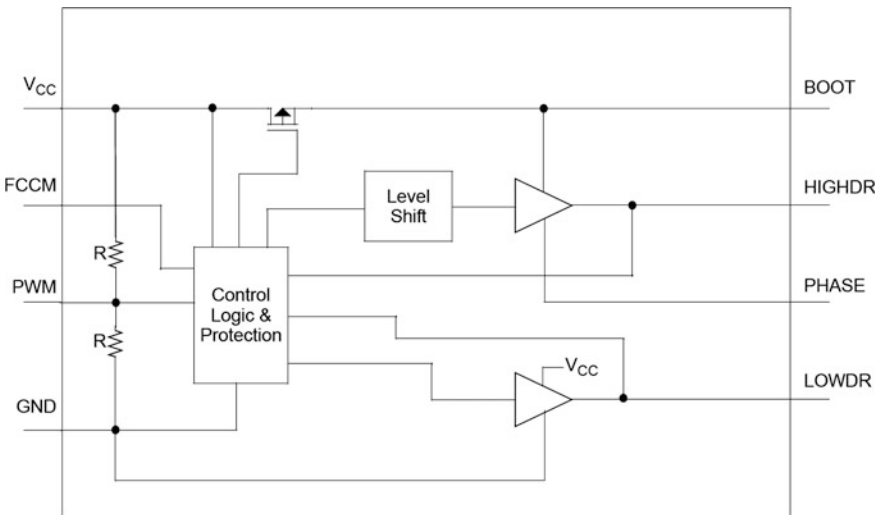 VCC
BOOT
FCCM
Level
Shift
HIGHDR
R
PWM
Control
Logic &
Protection
PHASE
R
VCC
LOWDR
GND